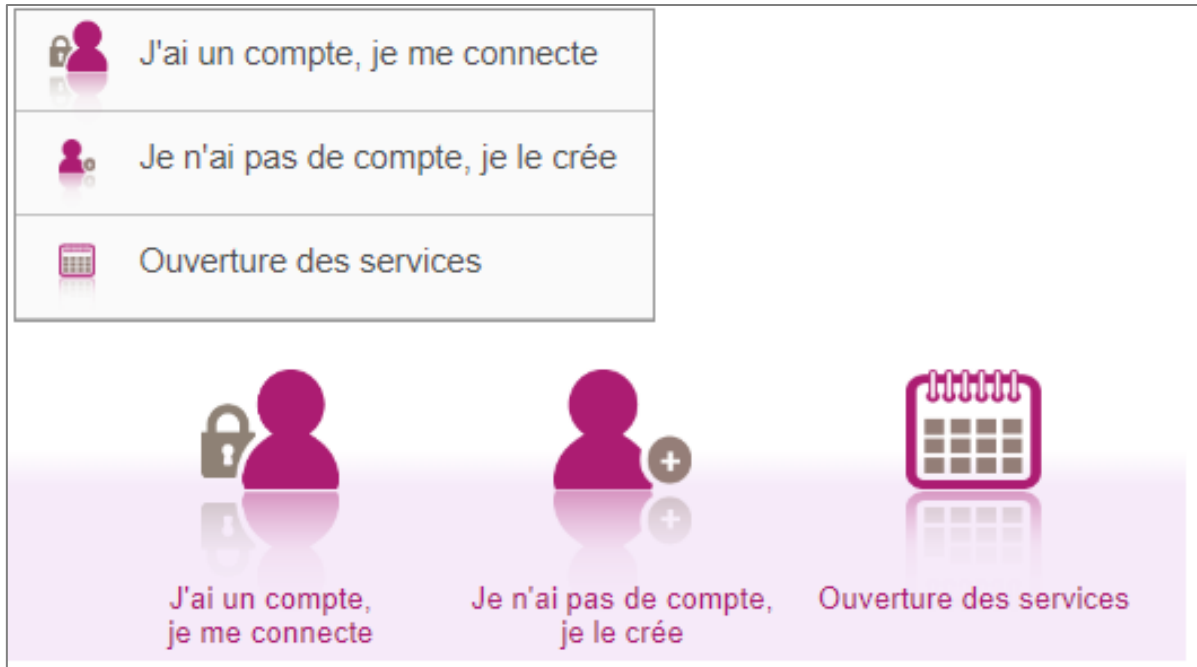 J'ai un compte, je me connecte
Je n'ai pas de compte, je le crée
Ouverture des services
J'ai un compte,
je me connecte
Je n'ai pas de compte,
je le crée
Ouverture des services